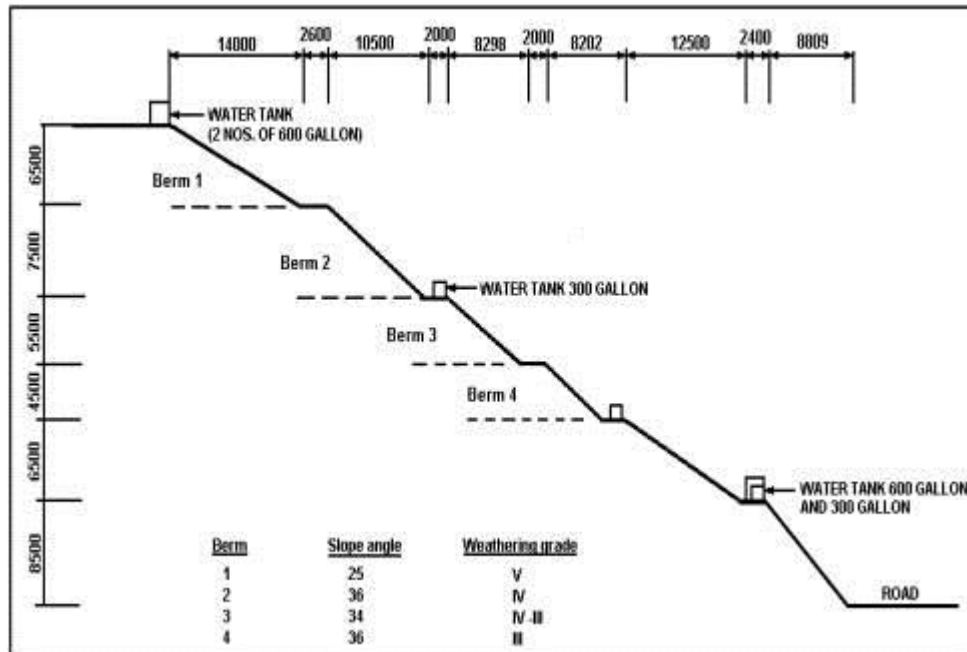 14000 2600 10500 2000 8298 2000 8202 12500 2400 8809
WATER TANK
(2 NOS. OF 600 GALLON)
6500
Berm 1
7500
Berm 2
WATER TANK 300 GALLON
5500
Berm 3
4500
Berm 4
6500
WATER TANK 600 GALLON
AND 300 GALLON
8500
Berm Slope angle Weathering grade
1 25 V
2 36 IV
3 34 IV -III
4 36 III
ROAD